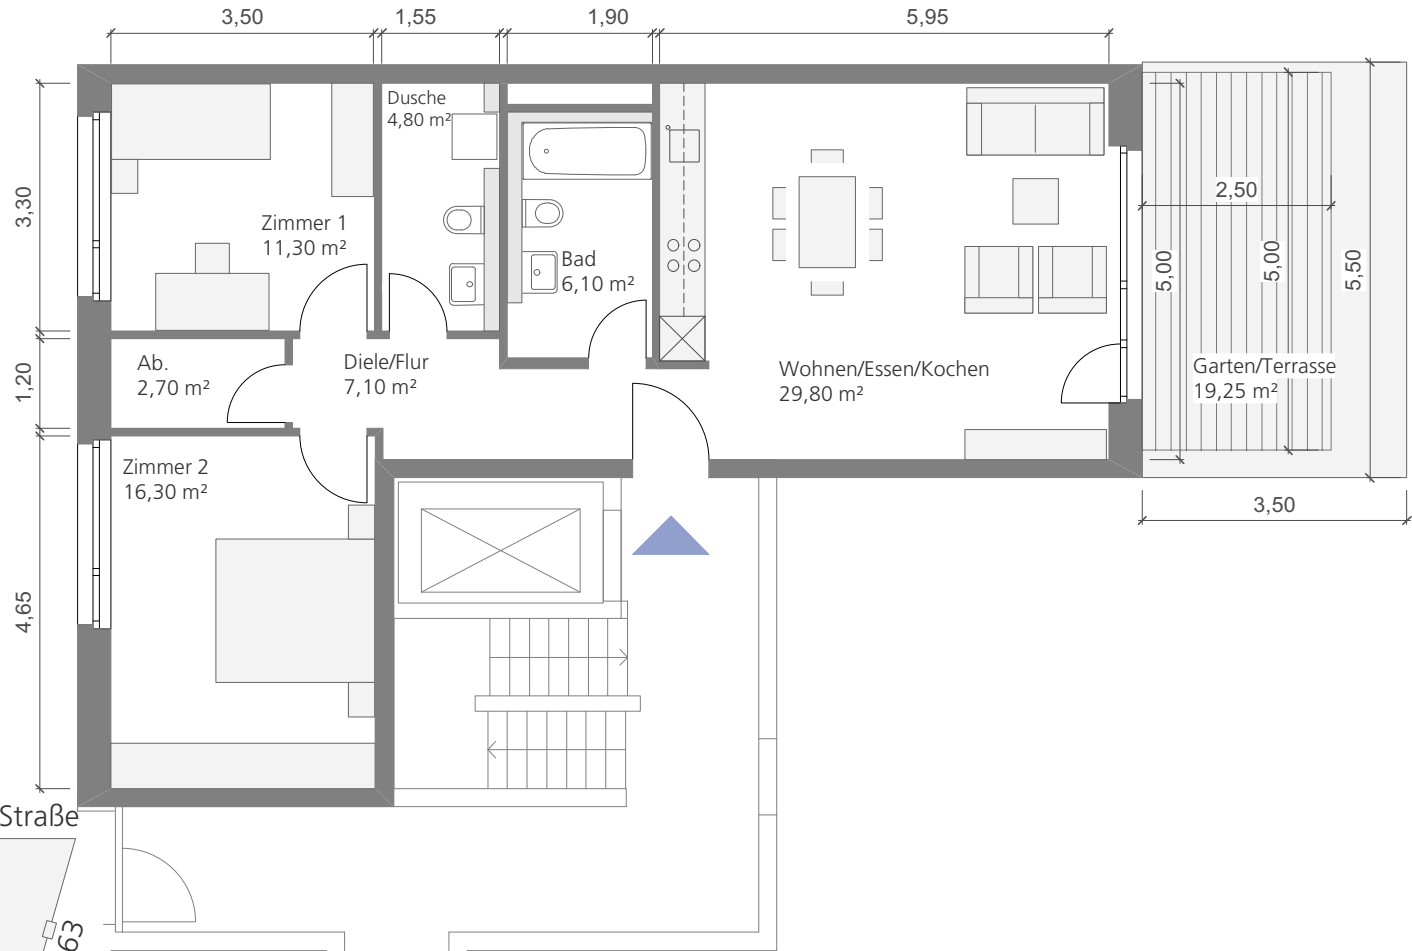 3,50
1,55
1,90
5,95
3,30
1,20
4,65
Dusche
4,80 m²
Zimmer 1
11,30 m²
Bad
6,10 m²
Ab.
2,70 m²
Diele/Flur
7,10 m²
Wohnen/Essen/Kochen
29,80 m²
Zimmer 2
16,30 m²
2,50
5,00
5,00
5,50
Garten/Terrasse
19,25 m²
3,50
Straße
63